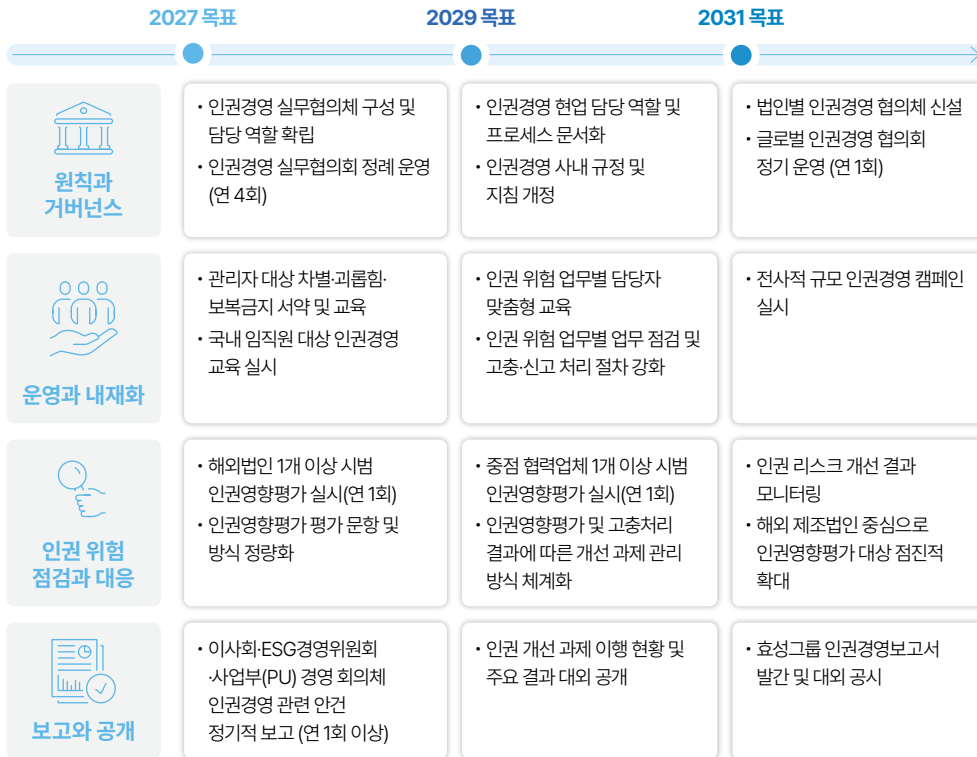 2027 목표
2029 목표
2031 목표
원칙과
거버넌스
• 인권경영 실무협의체 구성 및
담당 역할 확립
• 인권경영 실무협의회 정례 운영
(연 4회)
• 인권경영 현업 담당 역할 및
프로세스 문서화
• 인권경영 사내 규정 및
지침 개정
• 법인별 인권경영 협의체 신설
• 글로벌 인권경영 협의회
정기 운영 (연 1회)
운영과 내재화
• 관리자 대상 차별·괴롭힘·
보복금지 서약 및 교육
• 국내 임직원 대상 인권경영
교육 실시
• 인권 위험 업무별 담당자
맞춤형 교육
• 인권 위험 업무별 업무 점검 및
고충·신고 처리 절차 강화
• 전사적 규모 인권경영 캠페인
실시
인권 위험
점검과 대응
• 해외법인 1개 이상 시범
인권영향평가 실시(연 1회)
• 인권영향평가 평가 문항 및
방식 정량화
• 중점 협력업체 1개 이상 시범
인권영향평가 실시(연 1회)
• 인권영향평가 및 고충처리
결과에 따른 개선 과제 관리
방식 체계화
• 인권 리스크 개선 결과
모니터링
• 해외 제조법인 중심으로
인권영향평가 대상 점진적
확대
보고와 공개
• 이사회·ESG경영위원회
·사업부(PU) 경영 회의체
인권경영 관련 안건
정기적 보고 (연 1회 이상)
• 인권 개선 과제 이행 현황 및
주요 결과 대외 공개
• 효성그룹 인권경영보고서
발간 및 대외 공시